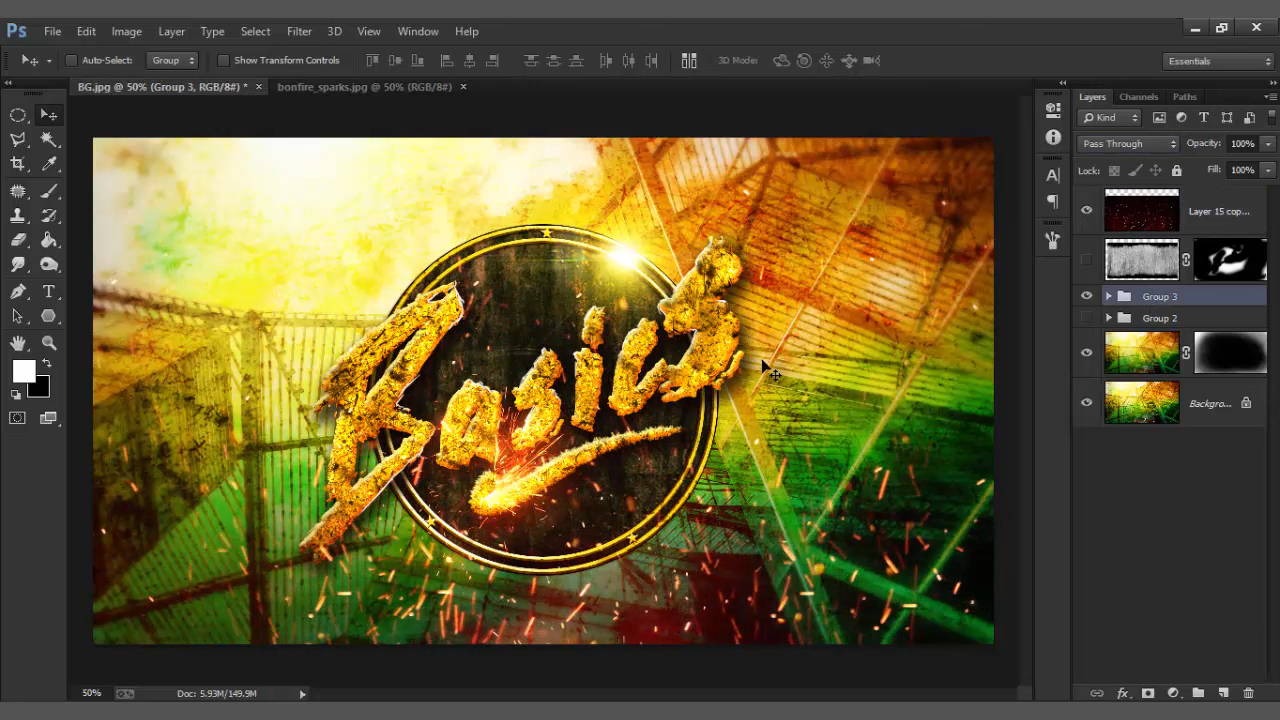 Ps File Edit Image Layer Type Select Filter 3D View Window Help
Auto-Select: Group Show Transform Controls 3D Mode: Essentials
BG.jpg @ 50% (Group 3, RGB/8#) * × bonfire_sparks.jpg @ 50% (RGB/8#) ×
Layers Channels Paths
Kind
Pass Through Opacity: 100%
Lock: Fill: 100%
Layer 15 cop...
Group 3
Group 2
Backgro...
Basics
50% Doc: 5.93M/149.9M